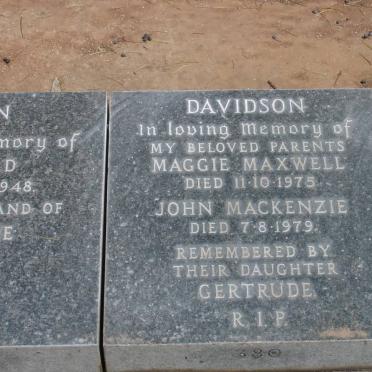 N
mory of
D
1948.
AND OF
E
DAVIDSON
In loving Memory of
MY BELOVED PARENTS
MAGGIE MAXWELL
DIED 11·10·1975.
JOHN MACKENZIE
DIED 7·8·1979.
REMEMBERED BY
THEIR DAUGHTER
GERTRUDE.
R.I.P.